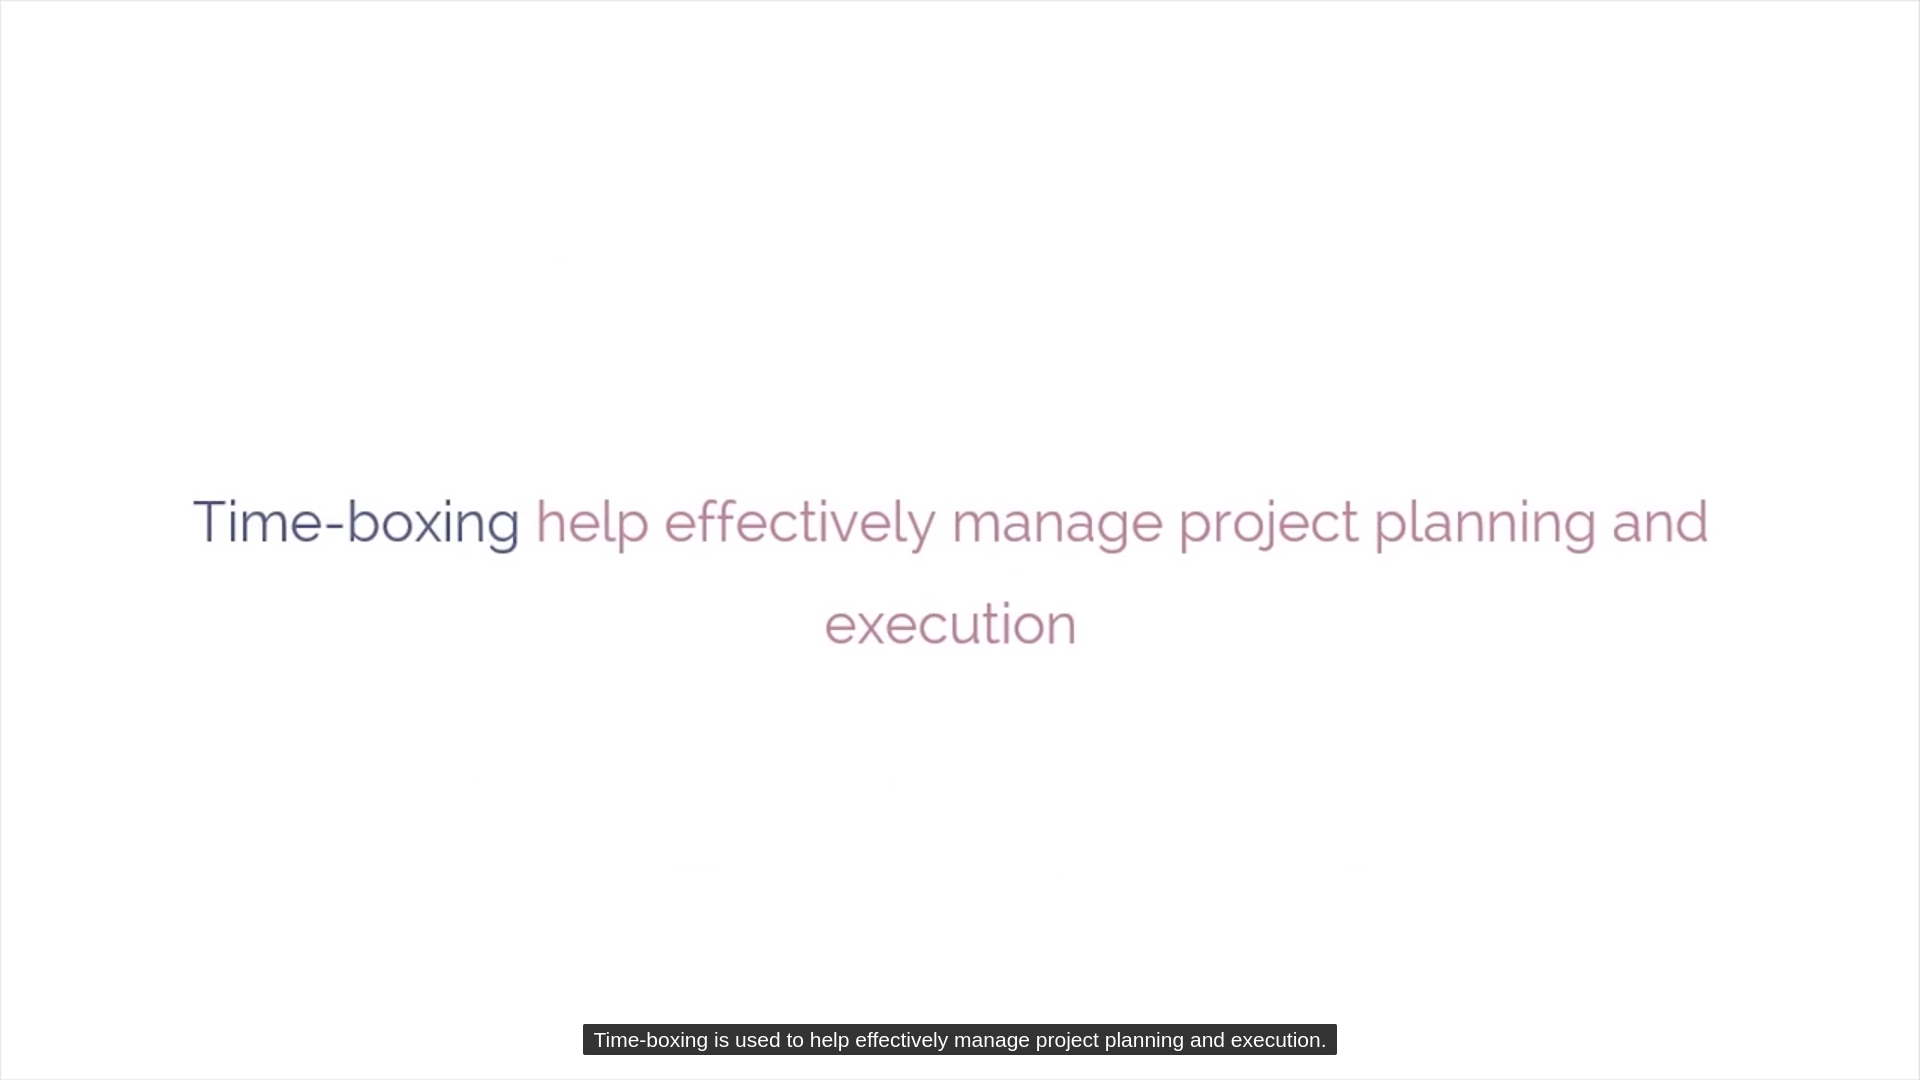 Time-boxing help effectively manage project planning and
execution
Time-boxing is used to help effectively manage project planning and execution.